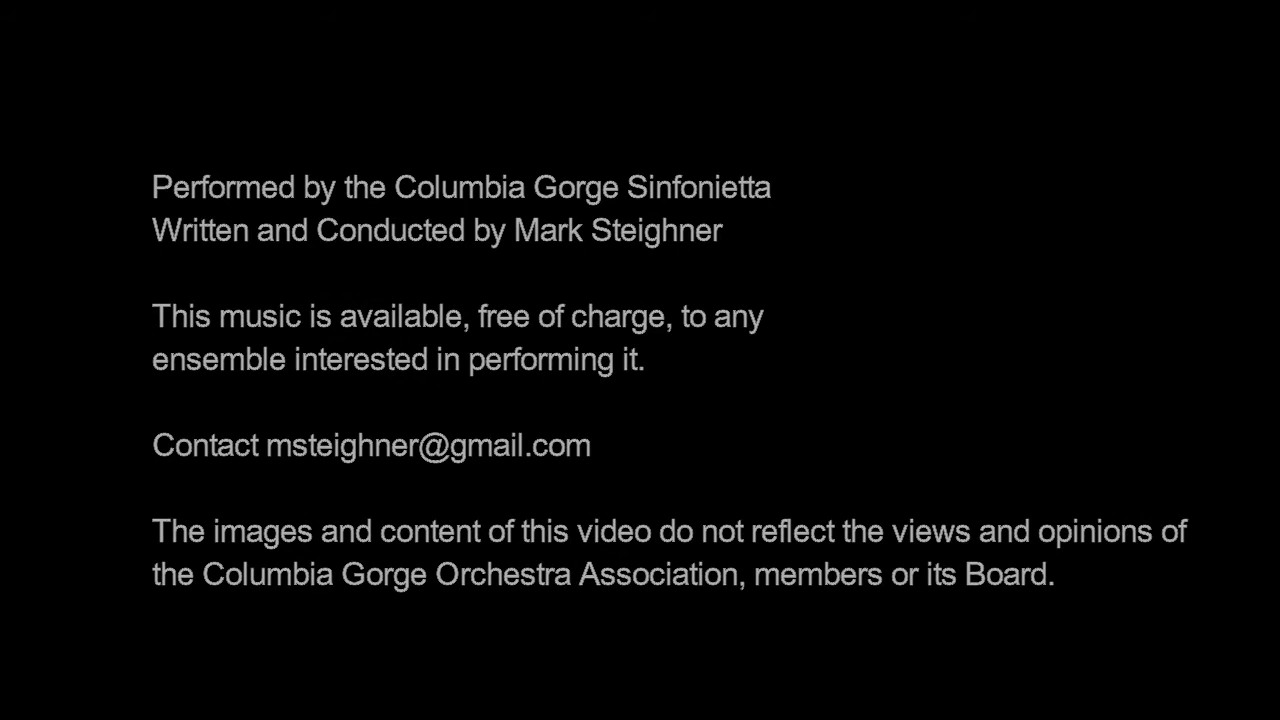 Performed by the Columbia Gorge Sinfonietta
Written and Conducted by Mark Steighner
This music is available, free of charge, to any
ensemble interested in performing it.
Contact msteighner@gmail.com
The images and content of this video do not reflect the views and opinions of
the Columbia Gorge Orchestra Association, members or its Board.